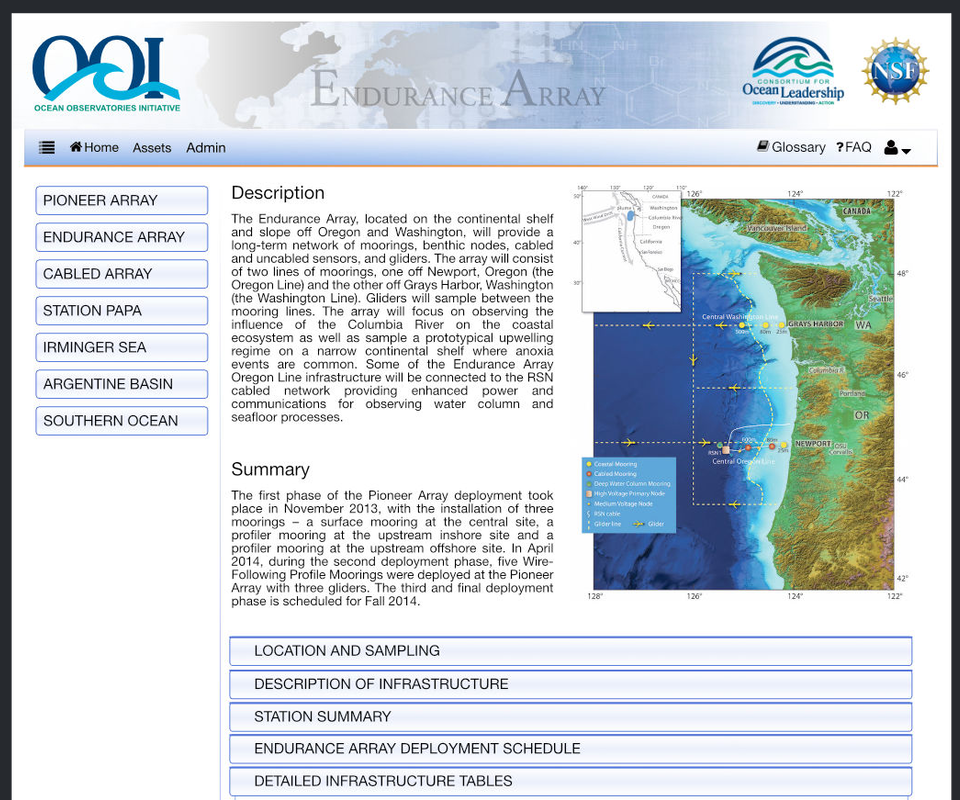 OOI
OCEAN OBSERVATORIES INITIATIVE
ENDURANCE ARRAY
CONSORTIUM FOR
Ocean Leadership
DISCOVERY • UNDERSTANDING • ACTION
NSF
Home
Assets
Admin
Glossary
?FAQ
PIONEER ARRAY
ENDURANCE ARRAY
CABLED ARRAY
STATION PAPA
IRMINGER SEA
ARGENTINE BASIN
SOUTHERN OCEAN
Description
The Endurance Array, located on the continental shelf
and slope off Oregon and Washington, will provide a
long-term network of moorings, benthic nodes, cabled
and uncabled sensors, and gliders. The array will consist
of two lines of moorings, one off Newport, Oregon (the
Oregon Line) and the other off Grays Harbor, Washington
(the Washington Line). Gliders will sample between the
mooring lines. The array will focus on observing the
influence of the Columbia River on the coastal
ecosystem as well as sample a prototypical upwelling
regime on a narrow continental shelf where anoxia
events are common. Some of the Endurance Array
Oregon Line infrastructure will be connected to the RSN
cabled network providing enhanced power and
communications for observing water column and
seafloor processes.
Summary
The first phase of the Pioneer Array deployment took
place in November 2013, with the installation of three
moorings – a surface mooring at the central site, a
profiler mooring at the upstream inshore site and a
profiler mooring at the upstream offshore site. In April
2014, during the second deployment phase, five Wire-
Following Profile Moorings were deployed at the Pioneer
Array with three gliders. The third and final deployment
phase is scheduled for Fall 2014.
140° 130° 120° 110°
126° 124° 122°
50°
CANADA
Washington
Columbia River
Oregon
40°
California
San Francisco
San Diego
Mexico
30°
CANADA
Vancouver Island
48°
Seattle
Central Washington Line
GRAYS HARBOR
WA
46°
Columbia R.
Portland
OR
NEWPORT
OSU
Corvallis
RSN1
Central Oregon Line
44°
42°
Coastal Mooring
Cabled Mooring
Deep Water Column Mooring
High Voltage Primary Node
Medium Voltage Node
RSN cable
Glider line
Glider
128° 126° 124° 122°
LOCATION AND SAMPLING
DESCRIPTION OF INFRASTRUCTURE
STATION SUMMARY
ENDURANCE ARRAY DEPLOYMENT SCHEDULE
DETAILED INFRASTRUCTURE TABLES